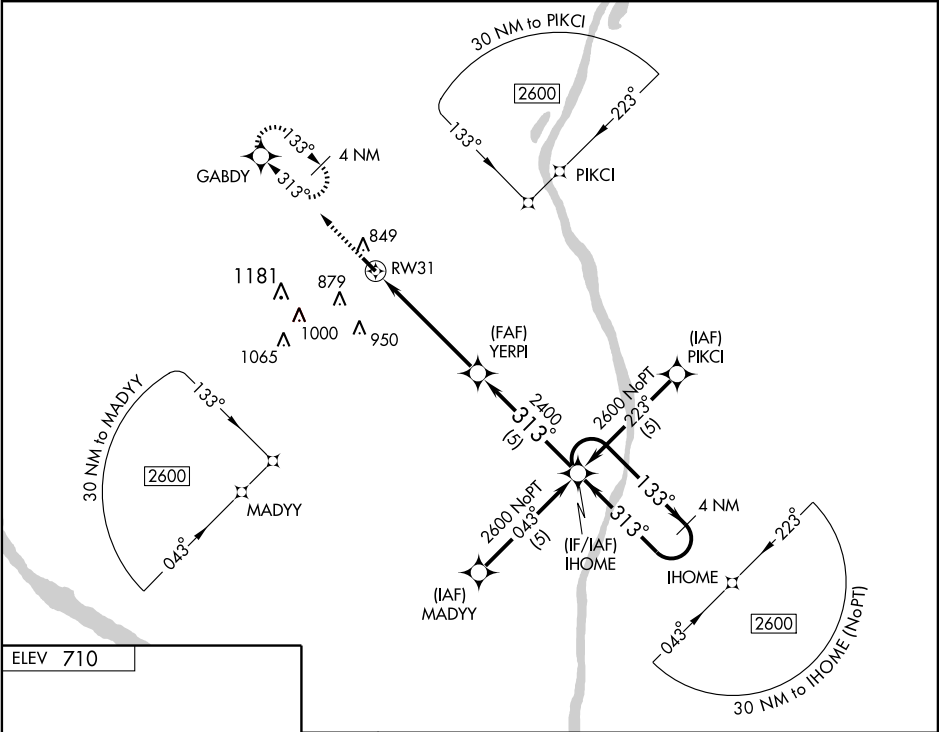 30 NM to PIKCI
2600
133°
223°
PIKCI
133°
4 NM
313°
GABDY
849
RW31
1181
879
1000
950
1065
(FAF)
YERPI
(IAF)
PIKCI
2400
313°
(5)
2600 NoPT
223°
(5)
30 NM to MADYY
133°
2600
MADYY
043°
2600 NoPT
043°
(5)
133°
4 NM
313°
(IF/IAF)
IHOME
(IAF)
MADYY
IHOME
223°
043°
2600
30 NM to IHOME (NoPT)
ELEV 710